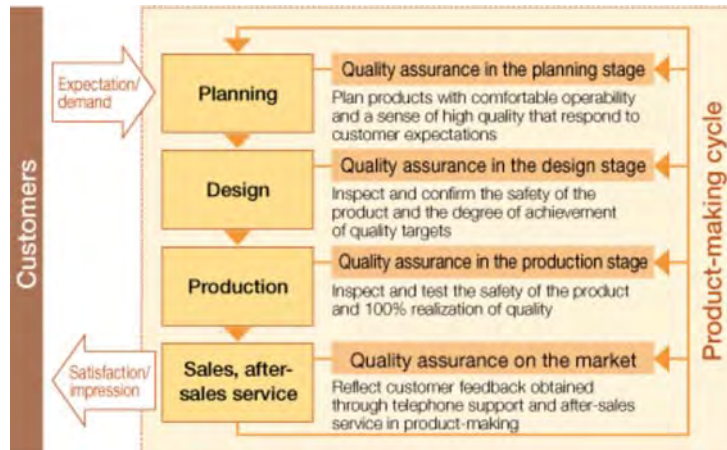 Customers
Expectation/
demand
Planning
Quality assurance in the planning stage
Plan products with comfortable operability
and a sense of high quality that respond to
customer expectations
Design
Quality assurance in the design stage
Inspect and confirm the safety of the
product and the degree of achievement
of quality targets
Production
Quality assurance in the production stage
Inspect and test the safety of the product
and 100% realization of quality
Satisfaction/
impression
Sales, after-
sales service
Quality assurance on the market
Reflect customer feedback obtained
through telephone support and after-sales
service in product-making
Product-making cycle